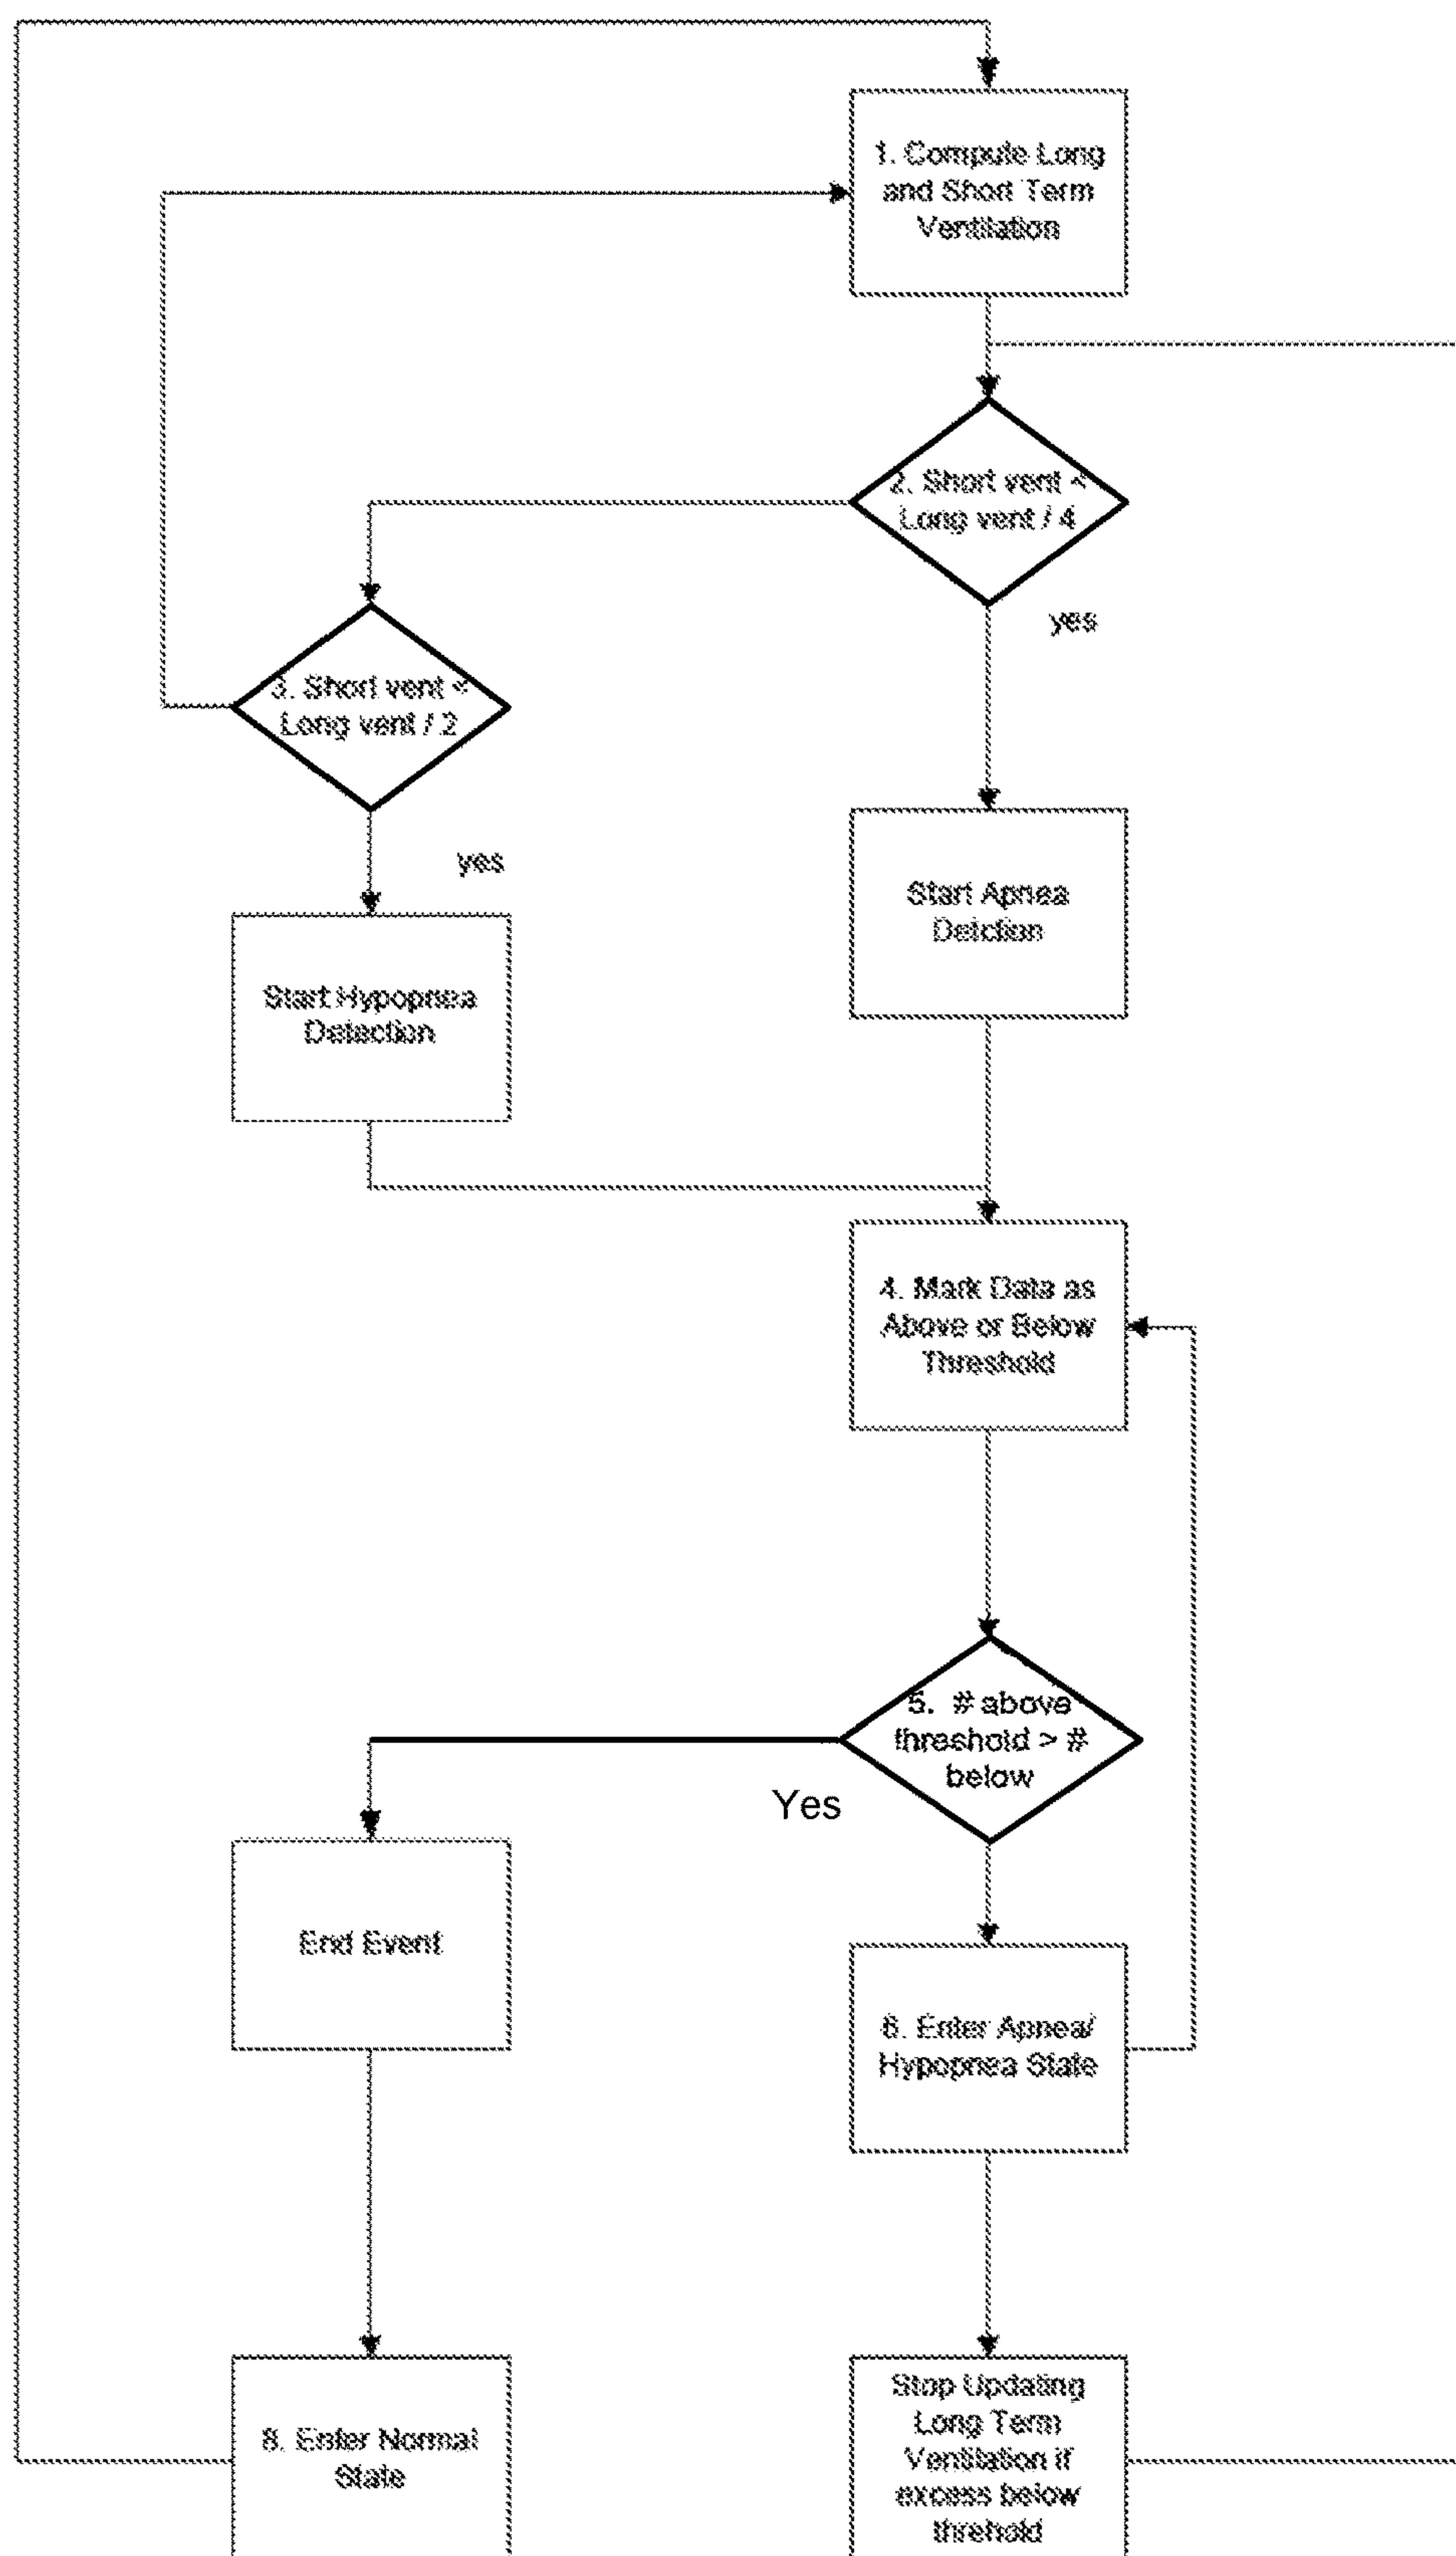 1. Compute Long
and Short Term
Ventilation
2. Short vent <
Long vent / 4
yes
3. Short vent <
Long vent / 2
yes
Start Apnea
Detction
Start Hypopnea
Detection
4. Mark Data as
Above or Below
Threshold
5. # above
threshold > #
below
Yes
End Event
6. Enter Apnea/
Hypopnea State
8. Enter Normal
State
Stop Updating
Long Term
Ventilation if
excess below
threhold